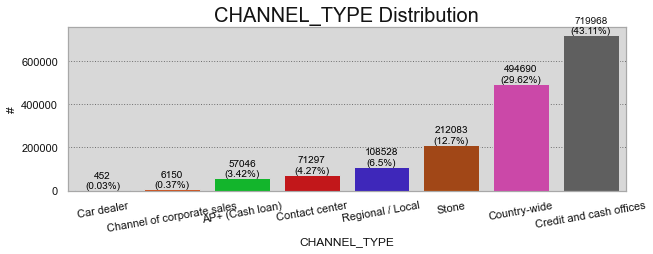 CHANNEL_TYPE Distribution
#
600000
400000
200000
0
452
(0.03%)
6150
(0.37%)
57046
(3.42%)
71297
(4.27%)
108528
(6.5%)
212083
(12.7%)
494690
(29.62%)
719968
(43.11%)
Car dealer
Channel of corporate sales
AP+ (Cash loan)
Contact center
Regional / Local
Stone
Country-wide
Credit and cash offices
CHANNEL_TYPE